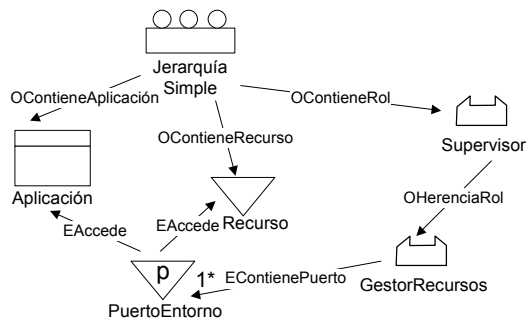 Jerarquía
Simple
OContieneAplicación
OContieneRol
OContieneRecurso
Supervisor
Aplicación
OHerenciaRol
EAccede
EAccede
Recurso
p
1*
EContienePuerto
GestorRecursos
PuertoEntorno